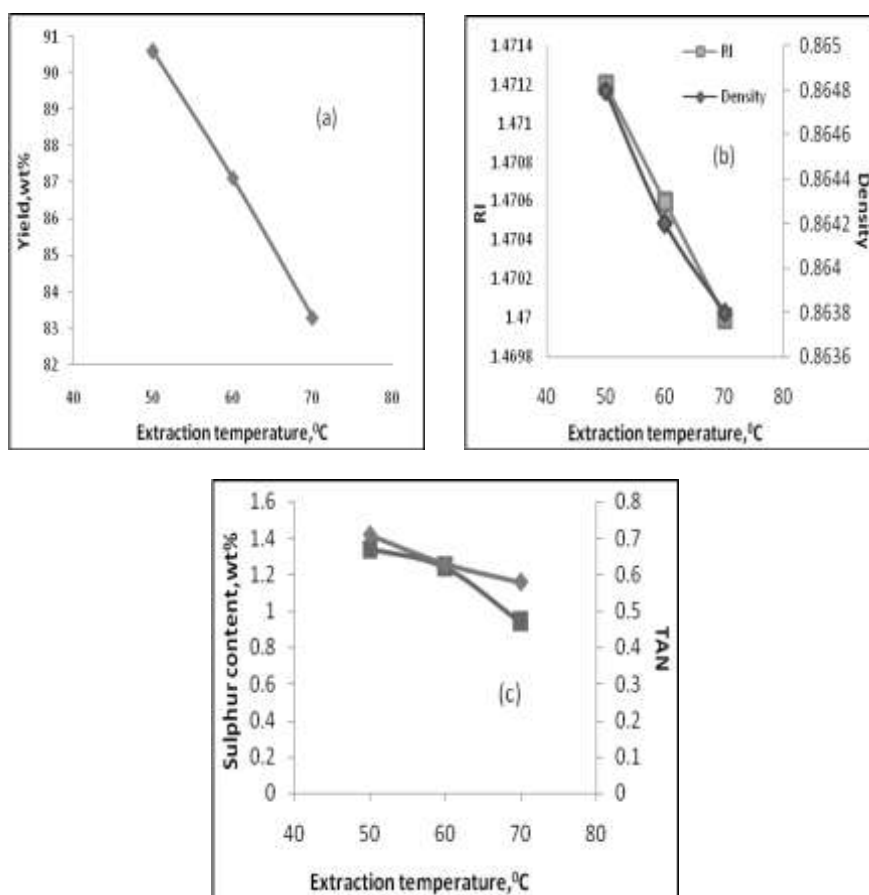 91
90
89
88
87
86
85
84
83
82
Yield,wt%
(a)
40 50 60 70 80
Extraction temperature,⁰C
1.4714
1.4712
1.471
1.4708
1.4706
1.4704
1.4702
1.47
1.4698
RI
RI
Density
(b)
0.865
0.8648
0.8646
0.8644
0.8642
0.864
0.8638
0.8636
Density
40 50 60 70 80
Extraction temperature,⁰C
1.6
1.4
1.2
1
0.8
0.6
0.4
0.2
0
Sulphur content,wt%
(c)
0.8
0.7
0.6
0.5
0.4
0.3
0.2
0.1
0
TAN
40 50 60 70 80
Extraction temperature,⁰C